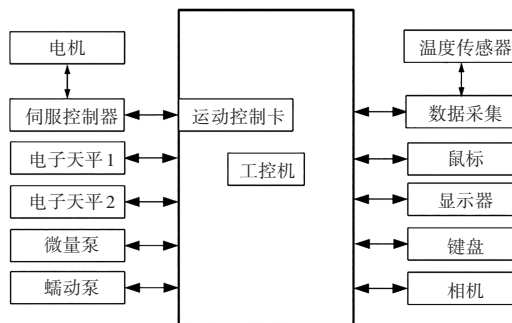 电机
温度传感器
伺服控制器
运动控制卡
数据采集
电子天平1
鼠标
工控机
电子天平2
显示器
微量泵
键盘
蠕动泵
相机